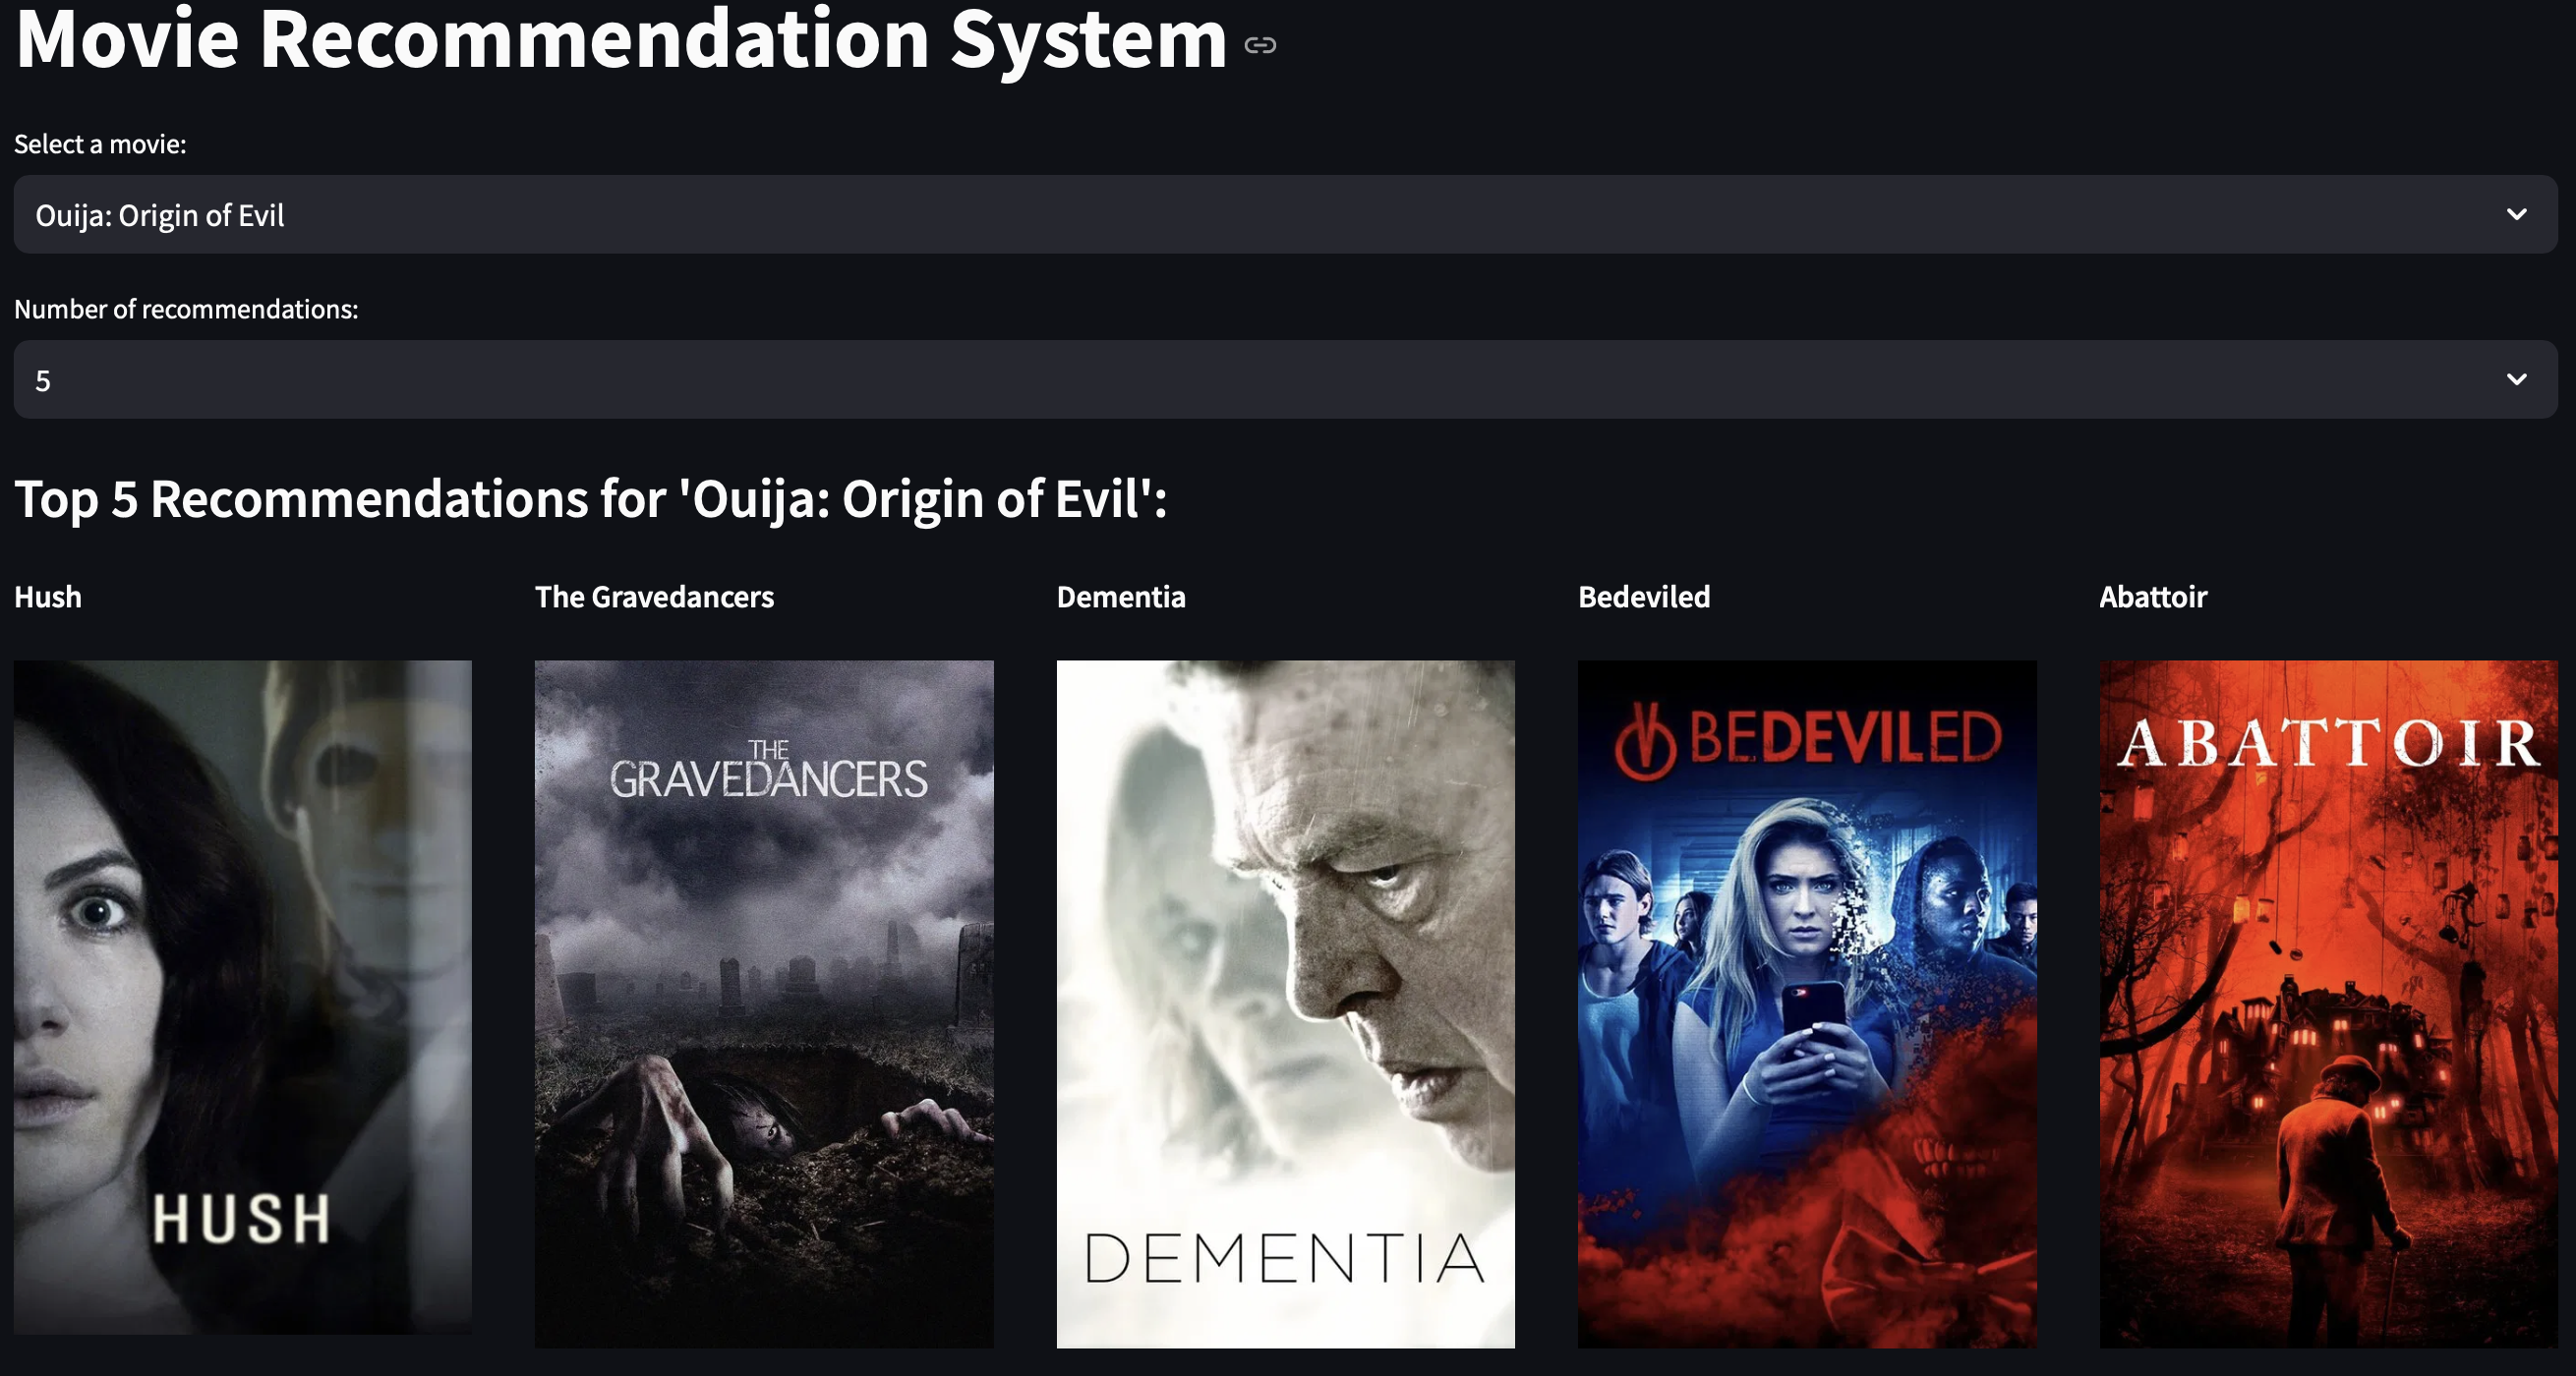 Movie Recommendation System
Select a movie:
Ouija: Origin of Evil
Number of recommendations:
5
Top 5 Recommendations for 'Ouija: Origin of Evil':
Hush
The Gravedancers
Dementia
Bedeviled
Abattoir
HUSH
THE
GRAVEDANCERS
DEMENTIA
BEDEVILED
ABATTOIR